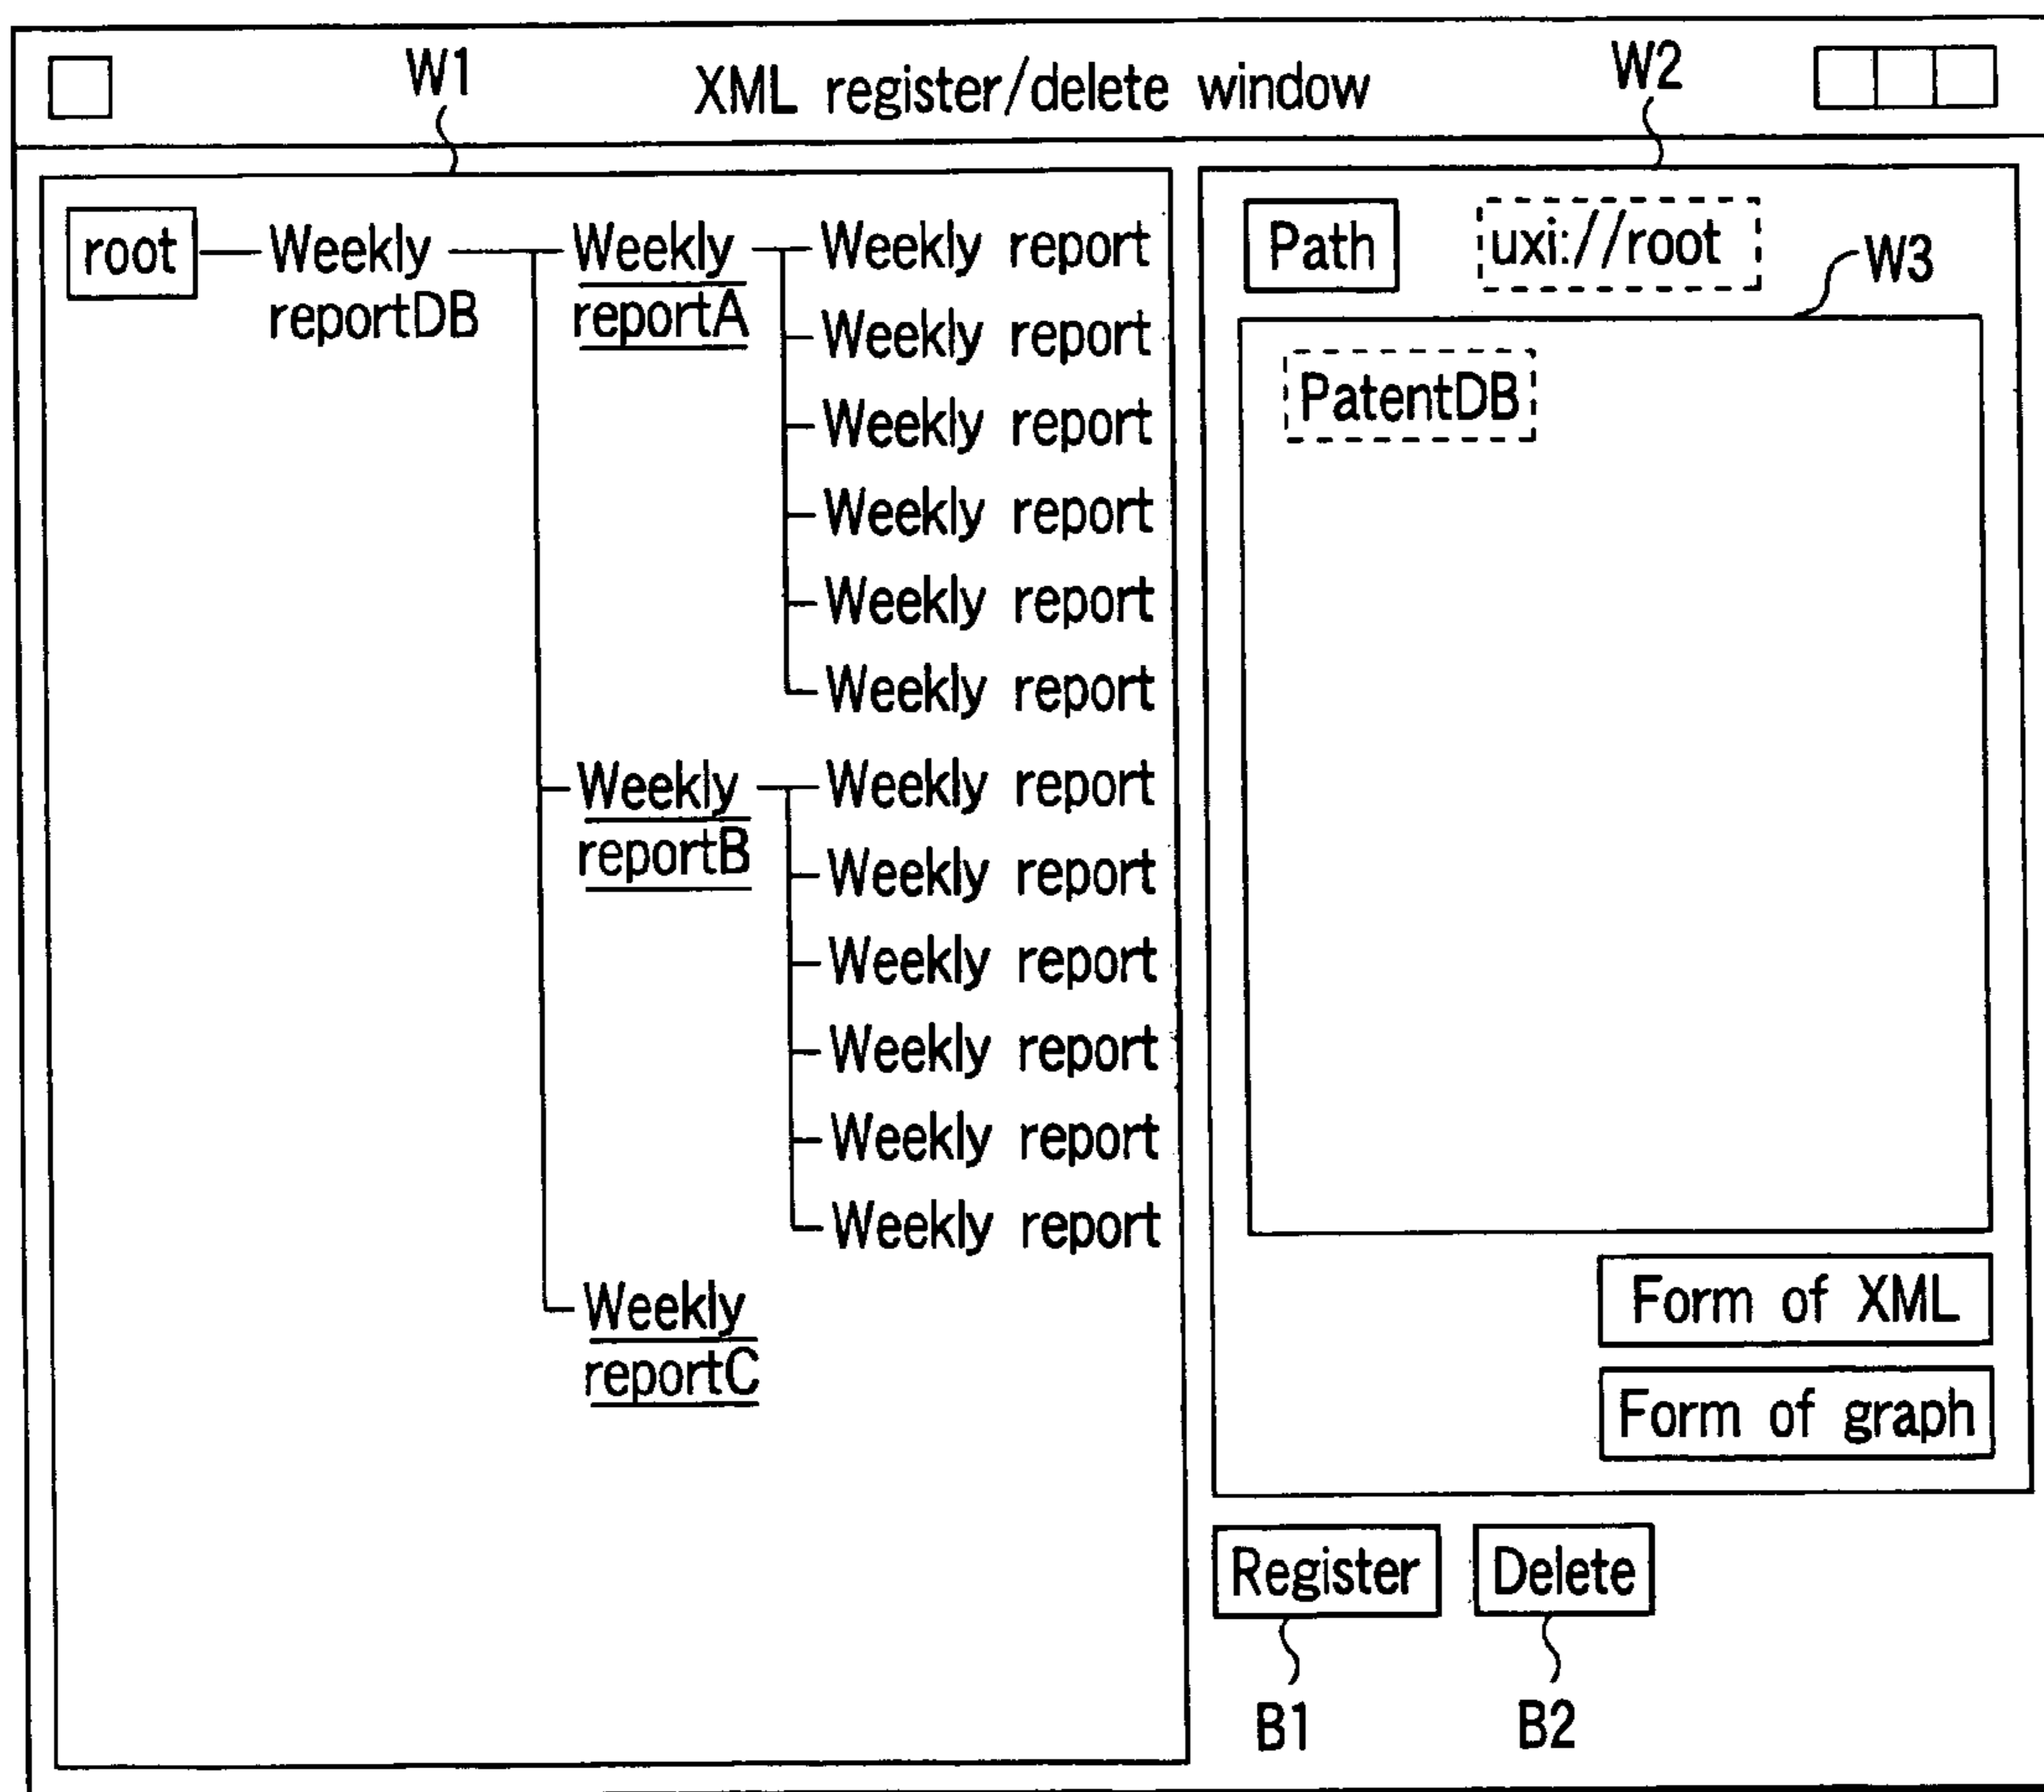 W1
XML register/delete window
W2
root
Weekly
reportDB
Weekly
reportA
Weekly report
Weekly report
Weekly report
Weekly report
Weekly report
Weekly report
Weekly
reportB
Weekly report
Weekly report
Weekly report
Weekly report
Weekly report
Weekly report
Weekly
reportC
Path
uxi://root
W3
PatentDB
Form of XML
Form of graph
Register
Delete
B1
B2